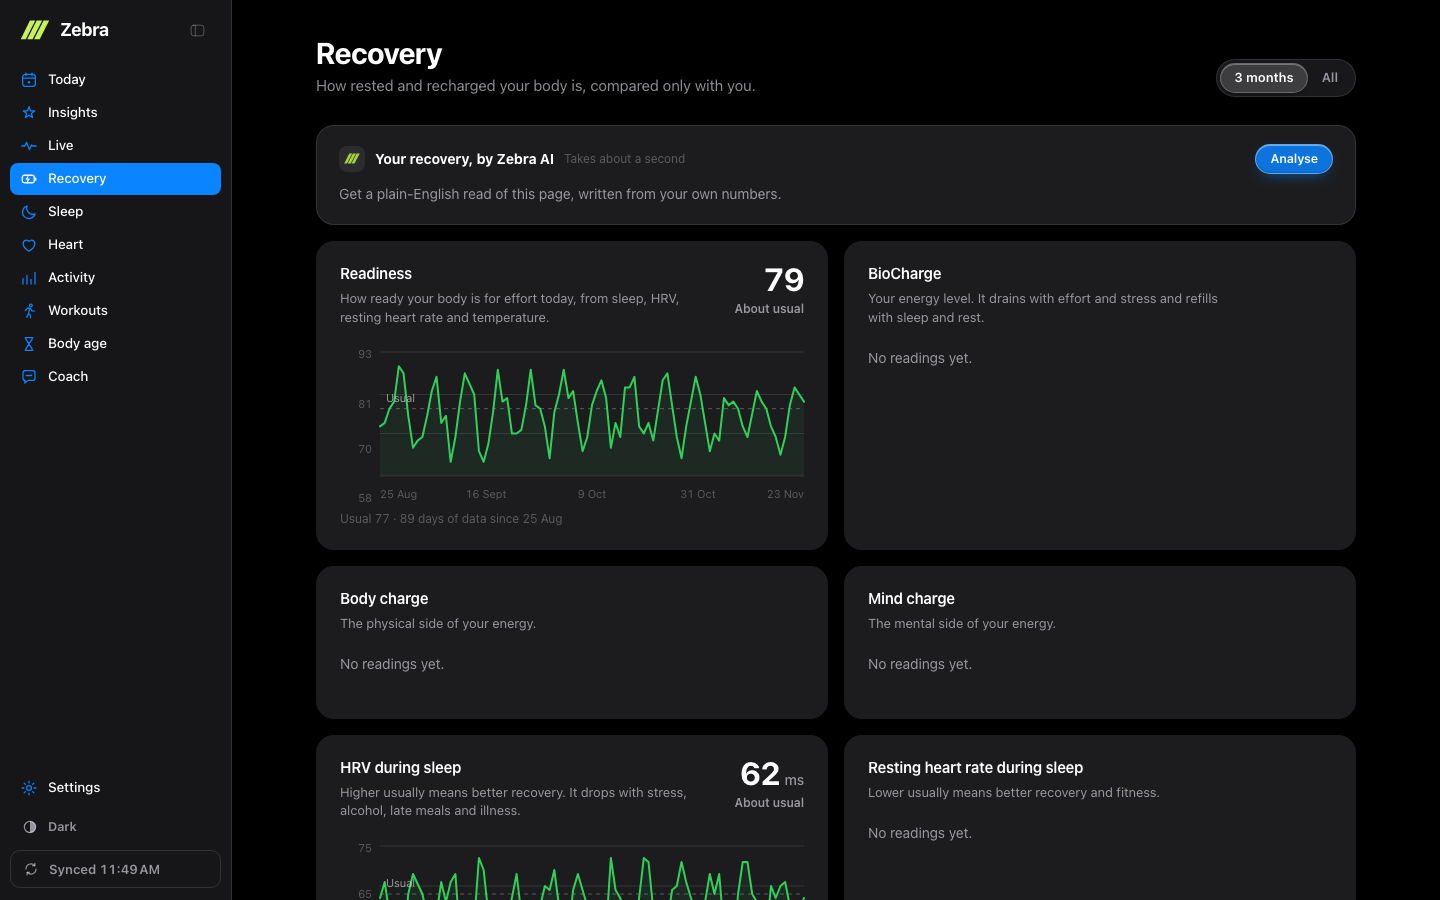 Zebra
Today
Insights
Live
Recovery
Sleep
Heart
Activity
Workouts
Body age
Coach
Settings
Dark
Synced 11:49 AM
Recovery
How rested and recharged your body is, compared only with you.
3 months
All
Your recovery, by Zebra AI Takes about a second
Analyse
Get a plain-English read of this page, written from your own numbers.
Readiness
How ready your body is for effort today, from sleep, HRV,
resting heart rate and temperature.
79
About usual
93
81
70
58
Usual
25 Aug
16 Sept
9 Oct
31 Oct
23 Nov
Usual 77 · 89 days of data since 25 Aug
BioCharge
Your energy level. It drains with effort and stress and refills
with sleep and rest.
No readings yet.
Body charge
The physical side of your energy.
No readings yet.
Mind charge
The mental side of your energy.
No readings yet.
HRV during sleep
Higher usually means better recovery. It drops with stress,
alcohol, late meals and illness.
62 ms
About usual
75
65
Usual
Resting heart rate during sleep
Lower usually means better recovery and fitness.
No readings yet.